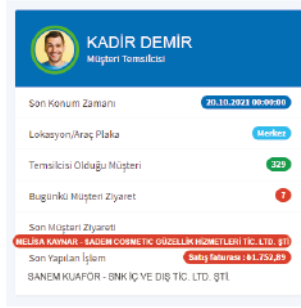 KADİR DEMİR
Müşteri Temsilcisi
Son Konum Zamanı 20.10.2021 00:00:00
Lokasyon/Araç Plaka Merkez
Temsilcisi Olduğu Müşteri 329
Bugünkü Müşteri Ziyaret 7
Son Müşteri Ziyareti
MELİSA KAYNAR - SADEM COSMETIC GÜZELLİK HİZMETLERİ TİC. LTD. ŞTİ
Son Yapılan İşlem Satış faturası : ₺1.752,89
SANEM KUAFÖR - SNK İÇ VE DIŞ TİC. LTD. ŞTİ.